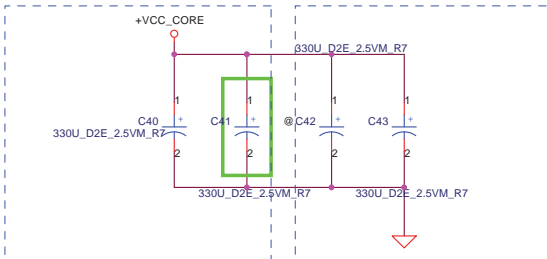 +VCC_CORE
330U_D2E_2.5VM_R7
1 1 1 1
C40 + C41 + @ C42 + C43 +
330U_D2E_2.5VM_R7
2 2 2 2
330U_D2E_2.5VM_R7 330U_D2E_2.5VM_R7